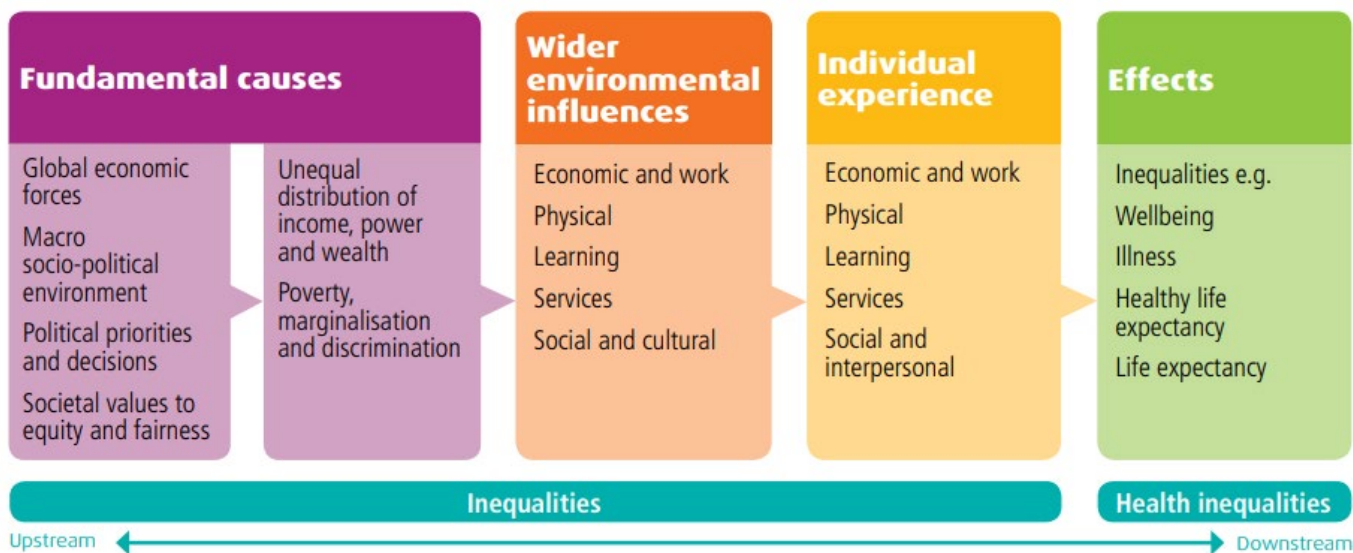 Fundamental causes
Global economic
forces
Macro
socio-political
environment
Political priorities
and decisions
Societal values to
equity and fairness
Unequal
distribution of
income, power
and wealth
Poverty,
marginalisation
and discrimination
Wider
environmental
influences
Economic and work
Physical
Learning
Services
Social and cultural
Individual
experience
Economic and work
Physical
Learning
Services
Social and
interpersonal
Effects
Inequalities e.g.
Wellbeing
Illness
Healthy life
expectancy
Life expectancy
Inequalities
Health inequalities
Upstream
Downstream